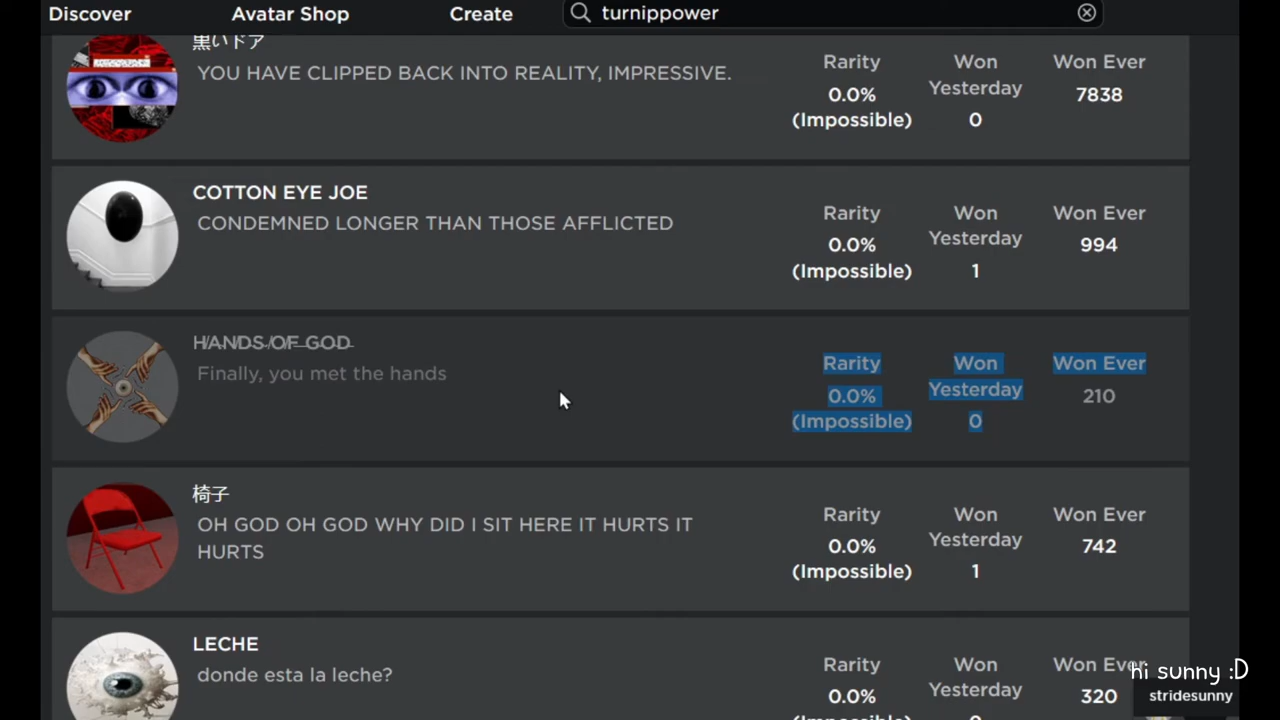 Discover
Avatar Shop
Create
turnippower
黒いドア
YOU HAVE CLIPPED BACK INTO REALITY, IMPRESSIVE.
Rarity
0.0%
(Impossible)
Won
Yesterday
0
Won Ever
7838
COTTON EYE JOE
CONDEMNED LONGER THAN THOSE AFFLICTED
Rarity
0.0%
(Impossible)
Won
Yesterday
1
Won Ever
994
H̶A̶N̶D̶S̶ ̶O̶F̶ ̶G̶O̶D̶
Finally, you met the hands
Rarity
0.0%
(Impossible)
Won
Yesterday
0
Won Ever
210
椅子
OH GOD OH GOD WHY DID I SIT HERE IT HURTS IT
HURTS
Rarity
0.0%
(Impossible)
Won
Yesterday
1
Won Ever
742
LECHE
donde esta la leche?
Rarity
0.0%
Won
Yesterday
Won Ever
320
hi sunny :D
stridesunny